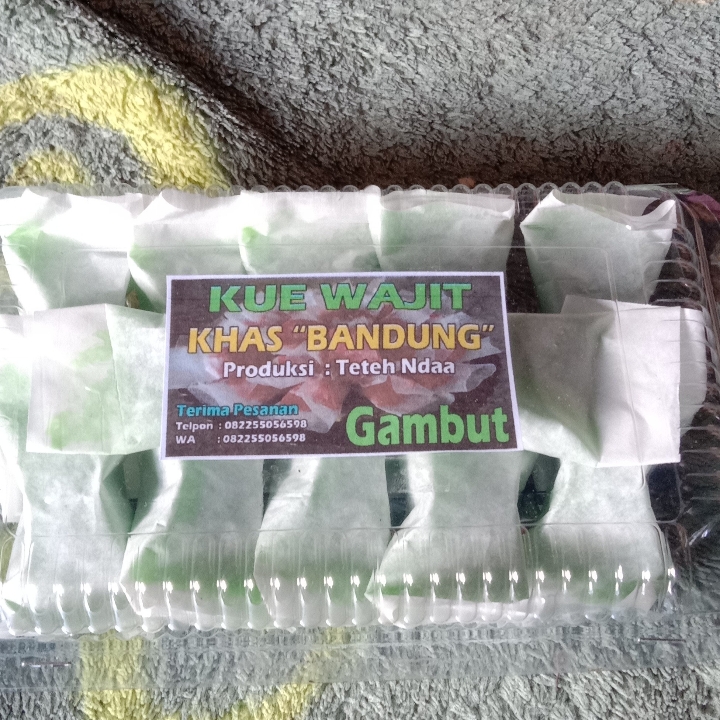 KUE WAJIT
KHAS "BANDUNG"
Produksi : Teteh Ndaa
Terima Pesanan
Telpon : 082255056598
WA : 082255056598
Gambut